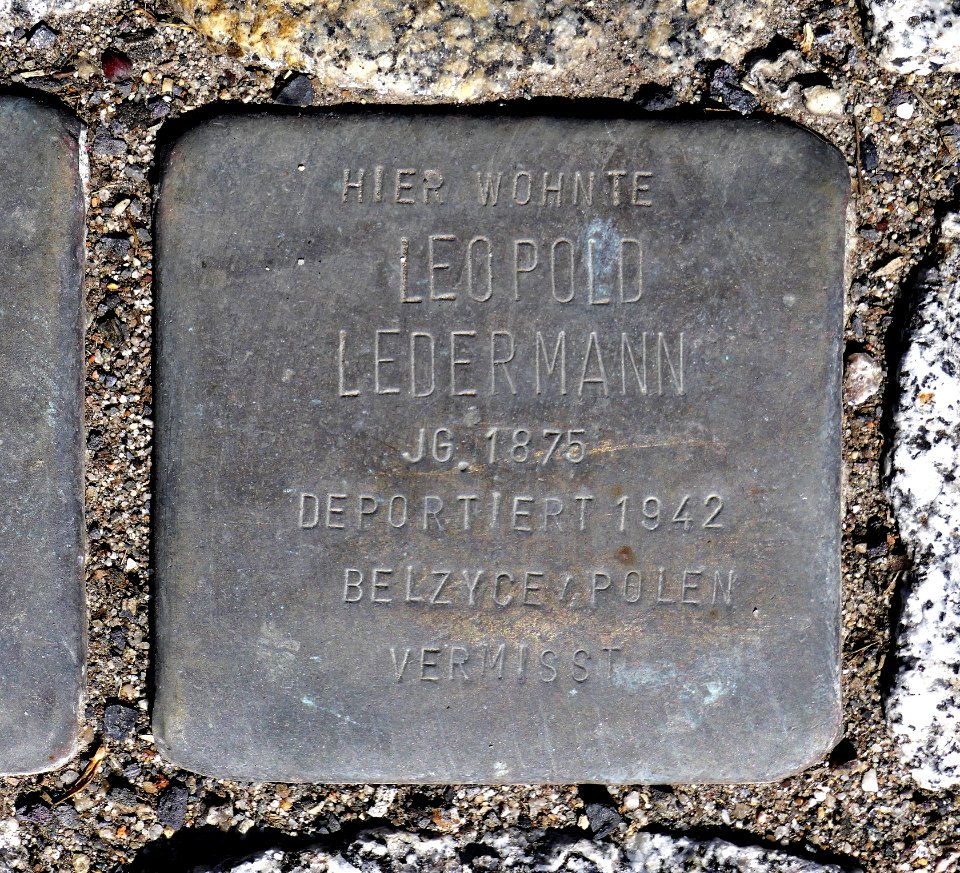 HIER WOHNTE
LEOPOLD
LEDERMANN
JG. 1875
DEPORTIERT 1942
BELZYCE/POLEN
VERMISST